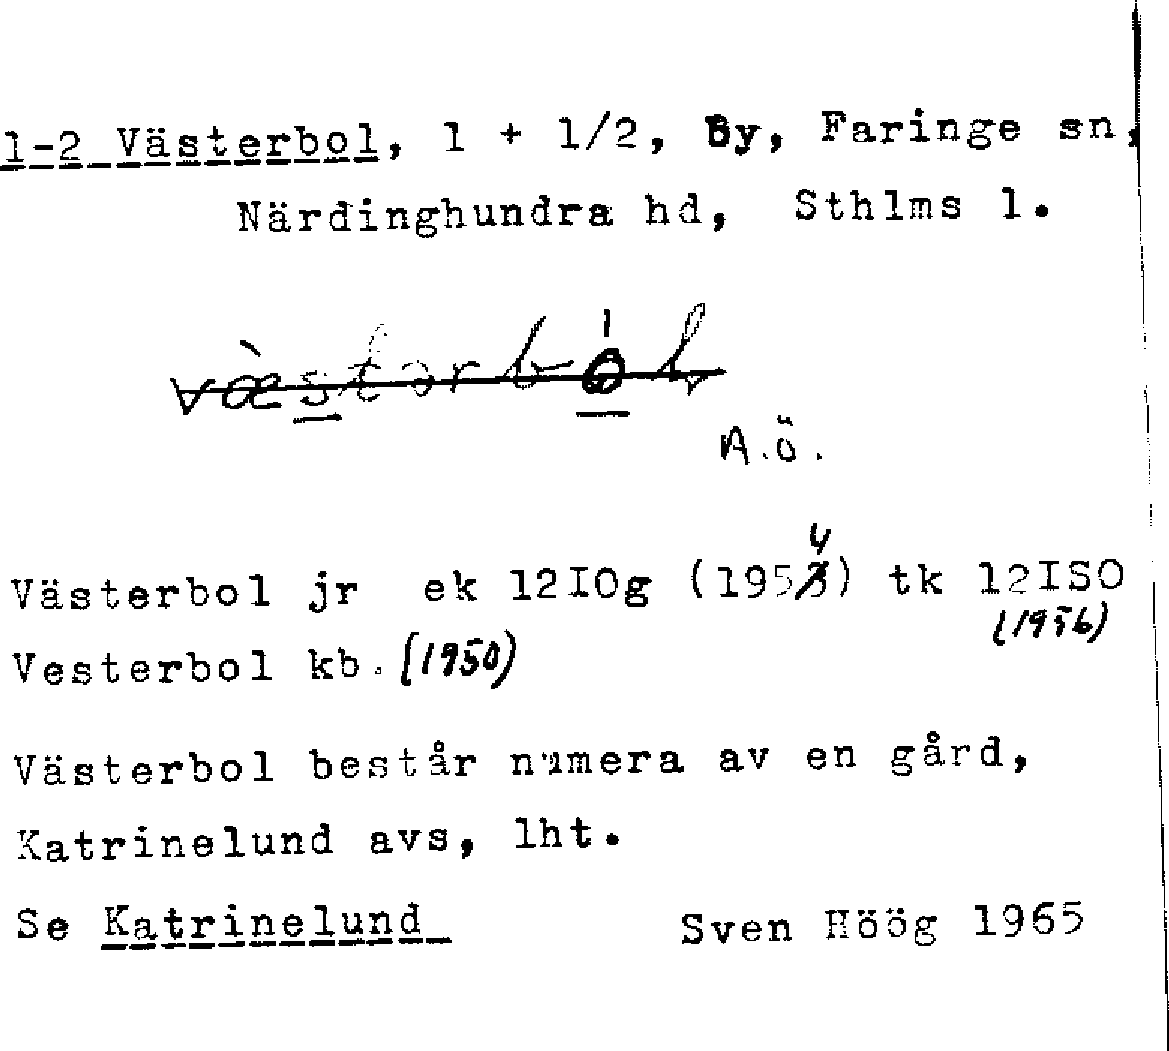 1-2 Västerbol, 1 + 1/2, By, Faringe sn,
Närdinghundra hd, Sthlms l.
A.ö.
Västerbol jr ek 12I0g (1954) tk 12ISO
(1956)
Vesterbol kb. (1950)
Västerbol består numera av en gård,
Katrinelund avs, lht.
Se Katrinelund Sven Höög 1965